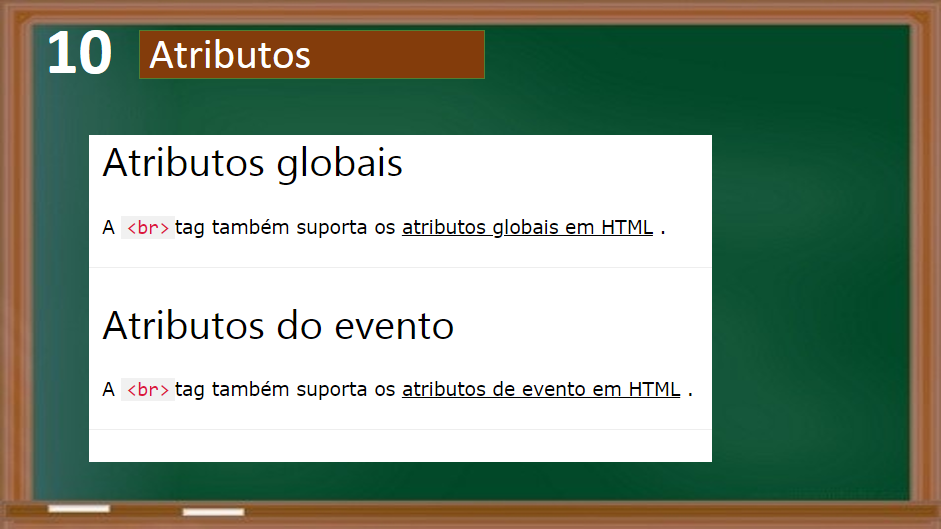 10 Atributos
Atributos globais
A <br> tag também suporta os atributos globais em HTML .
Atributos do evento
A <br> tag também suporta os atributos de evento em HTML .